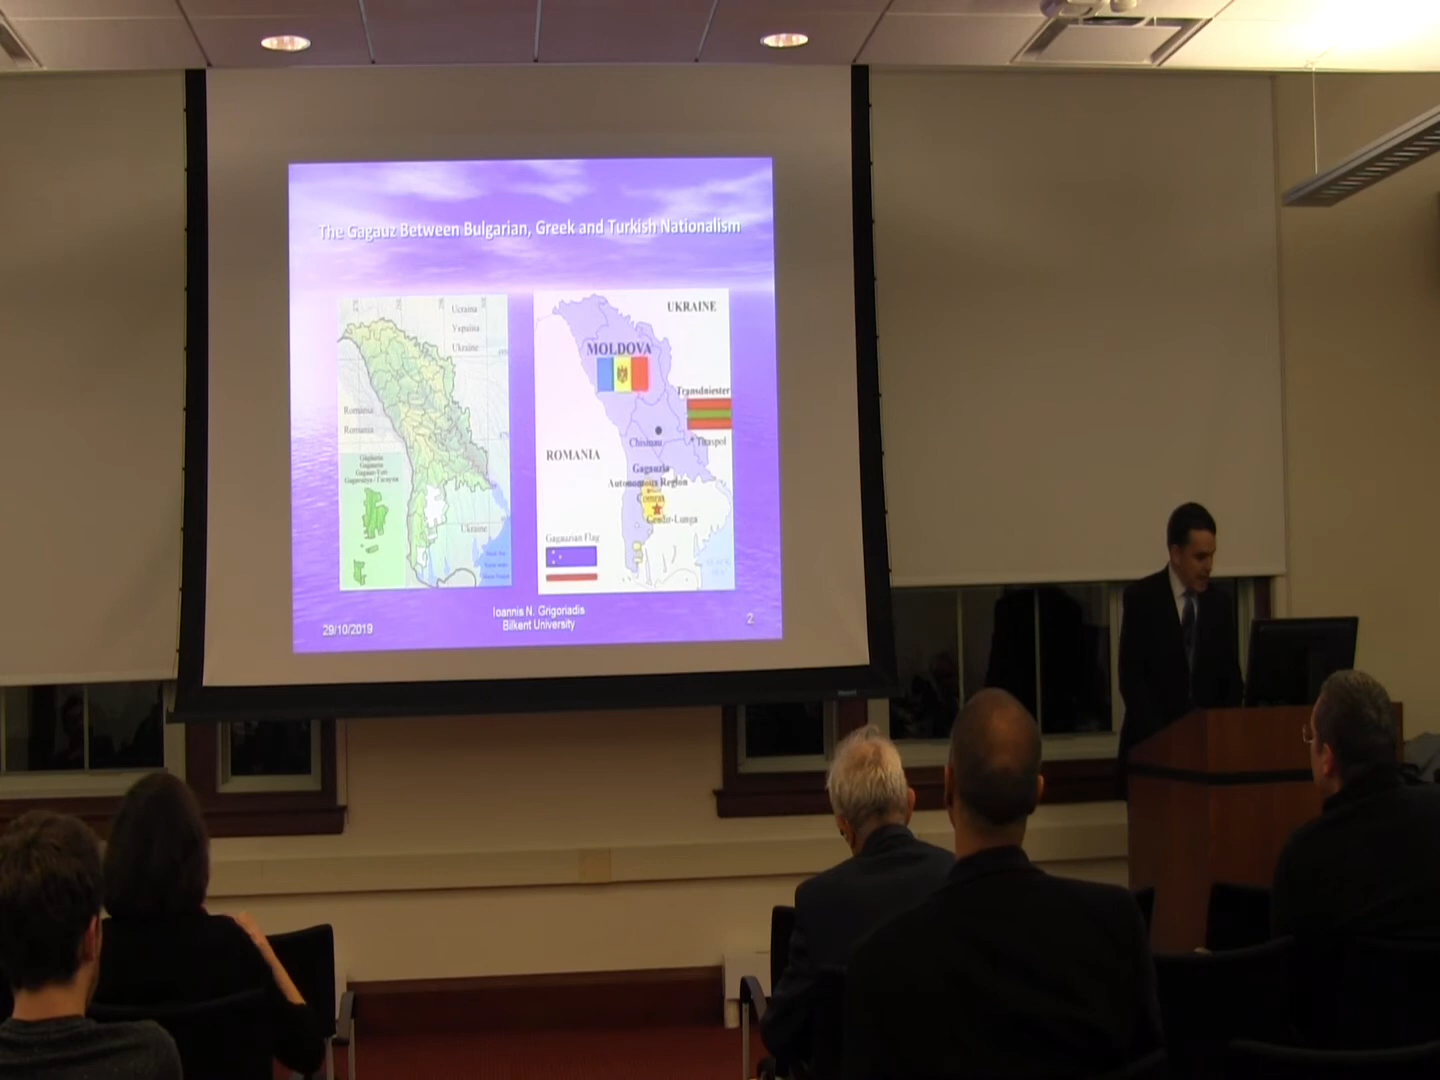 The Gagauz Between Bulgarian, Greek and Turkish Nationalism
Ucraina
Україна
Ukraine
Romania
Romania
Ukraine
UKRAINE
MOLDOVA
Transdniester
Chisinau
Tiraspol
ROMANIA
Gagauzia
Autonomous Region
Comrat
Ceadir-Lunga
Gagauzian Flag
29/10/2019
Ioannis N. Grigoriadis
Bilkent University
2